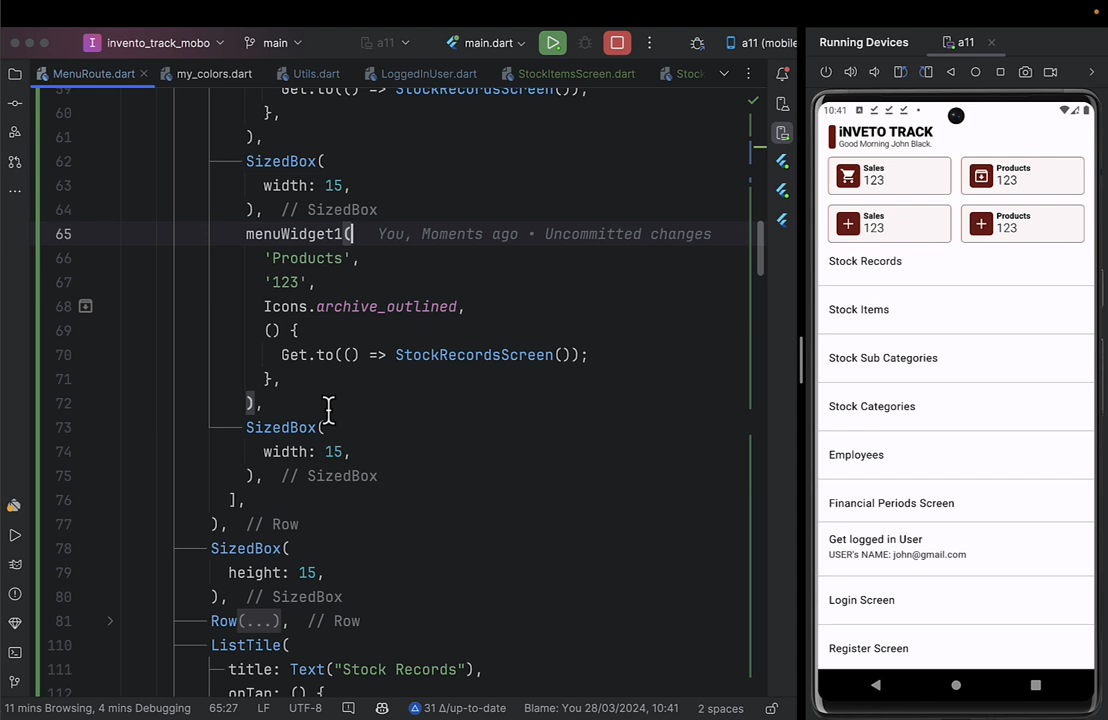 invento_track_mobo
main
a11
main.dart
a11 (mobile
Running Devices
a11
MenuRoute.dart
my_colors.dart
Utils.dart
LoggedInUser.dart
StockItemsScreen.dart
Stock
59 Get.to(() => StockRecordsScreen());
60 },
61 ),
62 SizedBox(
63 width: 15,
64 ), // SizedBox
65 menuWidget1( You, Moments ago • Uncommitted changes
66 'Products',
67 '123',
68 Icons.archive_outlined,
69 () {
70 Get.to(() => StockRecordsScreen());
71 },
72 ),
73 SizedBox(
74 width: 15,
75 ), // SizedBox
76 ],
77 ), // Row
78 SizedBox(
79 height: 15,
80 ), // SizedBox
81 Row(...), // Row
110 ListTile(
111 title: Text("Stock Records"),
112 onTap: () {
11 mins Browsing, 4 mins Debugging
65:27
LF
UTF-8
31 Δ/up-to-date
Blame: You 28/03/2024, 10:41
2 spaces
10:41
iNVETO TRACK
Good Morning John Black.
Sales
123
Products
123
Sales
123
Products
123
Stock Records
Stock Items
Stock Sub Categories
Stock Categories
Employees
Financial Periods Screen
Get logged in User
USER's NAME: john@gmail.com
Login Screen
Register Screen